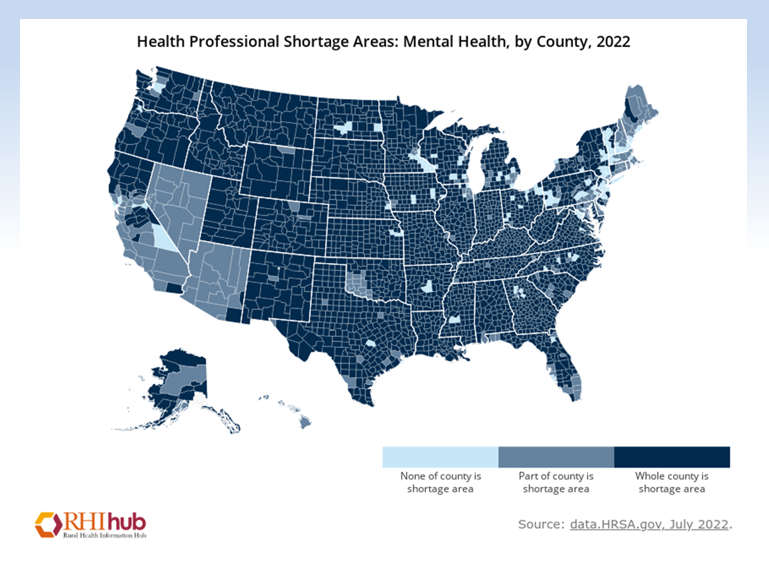 Health Professional Shortage Areas: Mental Health, by County, 2022
None of county is
shortage area
Part of county is
shortage area
Whole county is
shortage area
RHIhub
Rural Health Information Hub
Source: data.HRSA.gov, July 2022.